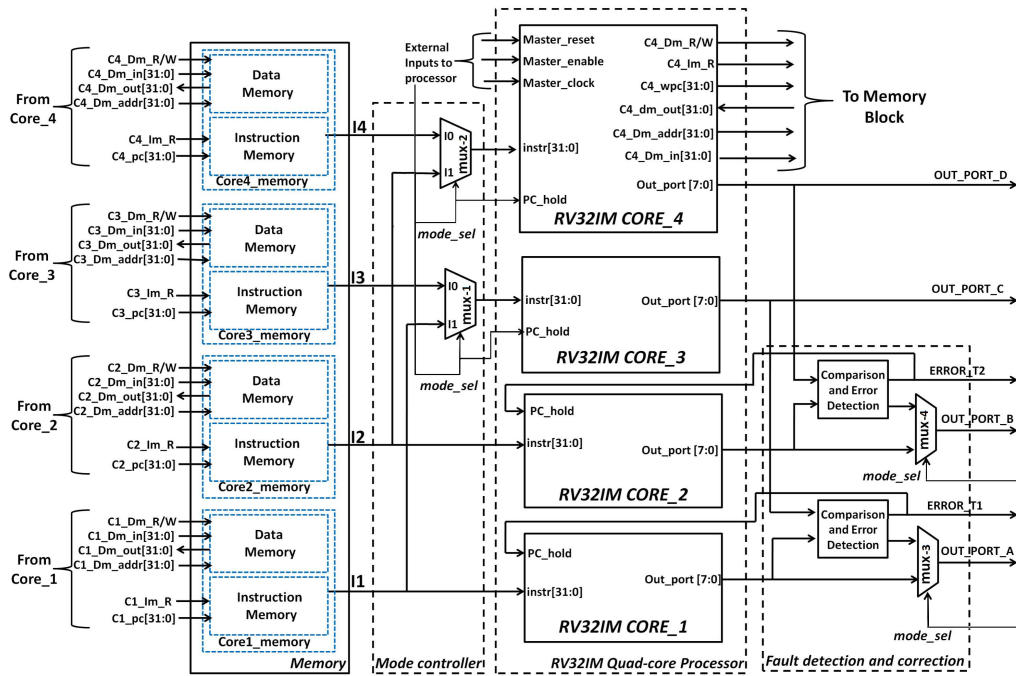 From
Core_4
C4_Dm_R/W
C4_Dm_in[31:0]
C4_Dm_out[31:0]
C4_Dm_addr[31:0]
C4_Im_R
C4_pc[31:0]
Data
Memory
Instruction
Memory
Core4_memory
From
Core_3
C3_Dm_R/W
C3_Dm_in[31:0]
C3_Dm_out[31:0]
C3_Dm_addr[31:0]
C3_Im_R
C3_pc[31:0]
Data
Memory
Instruction
Memory
Core3_memory
From
Core_2
C2_Dm_R/W
C2_Dm_in[31:0]
C2_Dm_out[31:0]
C2_Dm_addr[31:0]
C2_Im_R
C2_pc[31:0]
Data
Memory
Instruction
Memory
Core2_memory
From
Core_1
C1_Dm_R/W
C1_Dm_in[31:0]
C1_Dm_out[31:0]
C1_Dm_addr[31:0]
C1_Im_R
C1_pc[31:0]
Data
Memory
Instruction
Memory
Core1_memory
Memory
I4
I3
I2
I1
External
Inputs to
processor
I0
I1
mux-2
mode_sel
I0
I1
mux-1
mode_sel
Mode controller
Master_reset
Master_enable
Master_clock
instr[31:0]
PC_hold
C4_Dm_R/W
C4_Im_R
C4_wpc[31:0]
C4_dm_out[31:0]
C4_Dm_addr[31:0]
C4_Dm_in[31:0]
Out_port [7:0]
RV32IM CORE_4
To Memory
Block
instr[31:0]
PC_hold
Out_port [7:0]
RV32IM CORE_3
PC_hold
instr[31:0]
Out_port [7:0]
RV32IM CORE_2
PC_hold
instr[31:0]
Out_port [7:0]
RV32IM CORE_1
RV32IM Quad-core Processor
OUT_PORT_D
OUT_PORT_C
Comparison
and Error
Detection
ERROR_T2
mux-4
OUT_PORT_B
mode_sel
Comparison
and Error
Detection
ERROR_T1
mux-3
OUT_PORT_A
mode_sel
Fault detection and correction